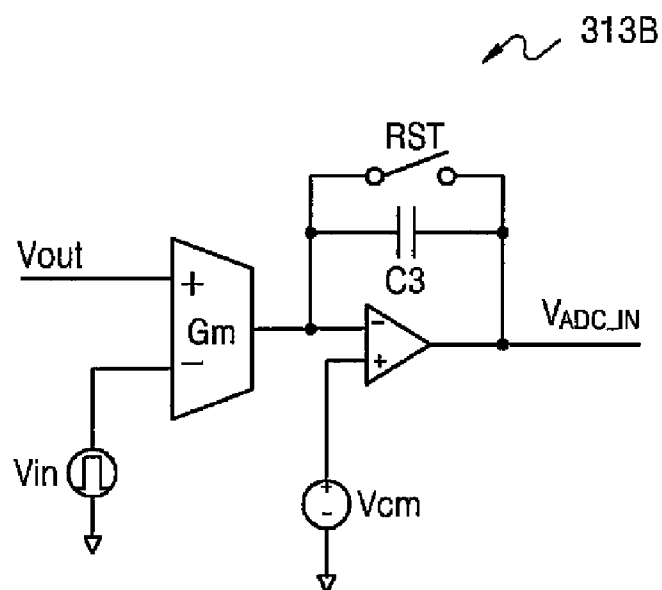 313B
RST
C3
Vout
+
Gm
−
-
+
VADC_IN
Vin
+
-
Vcm